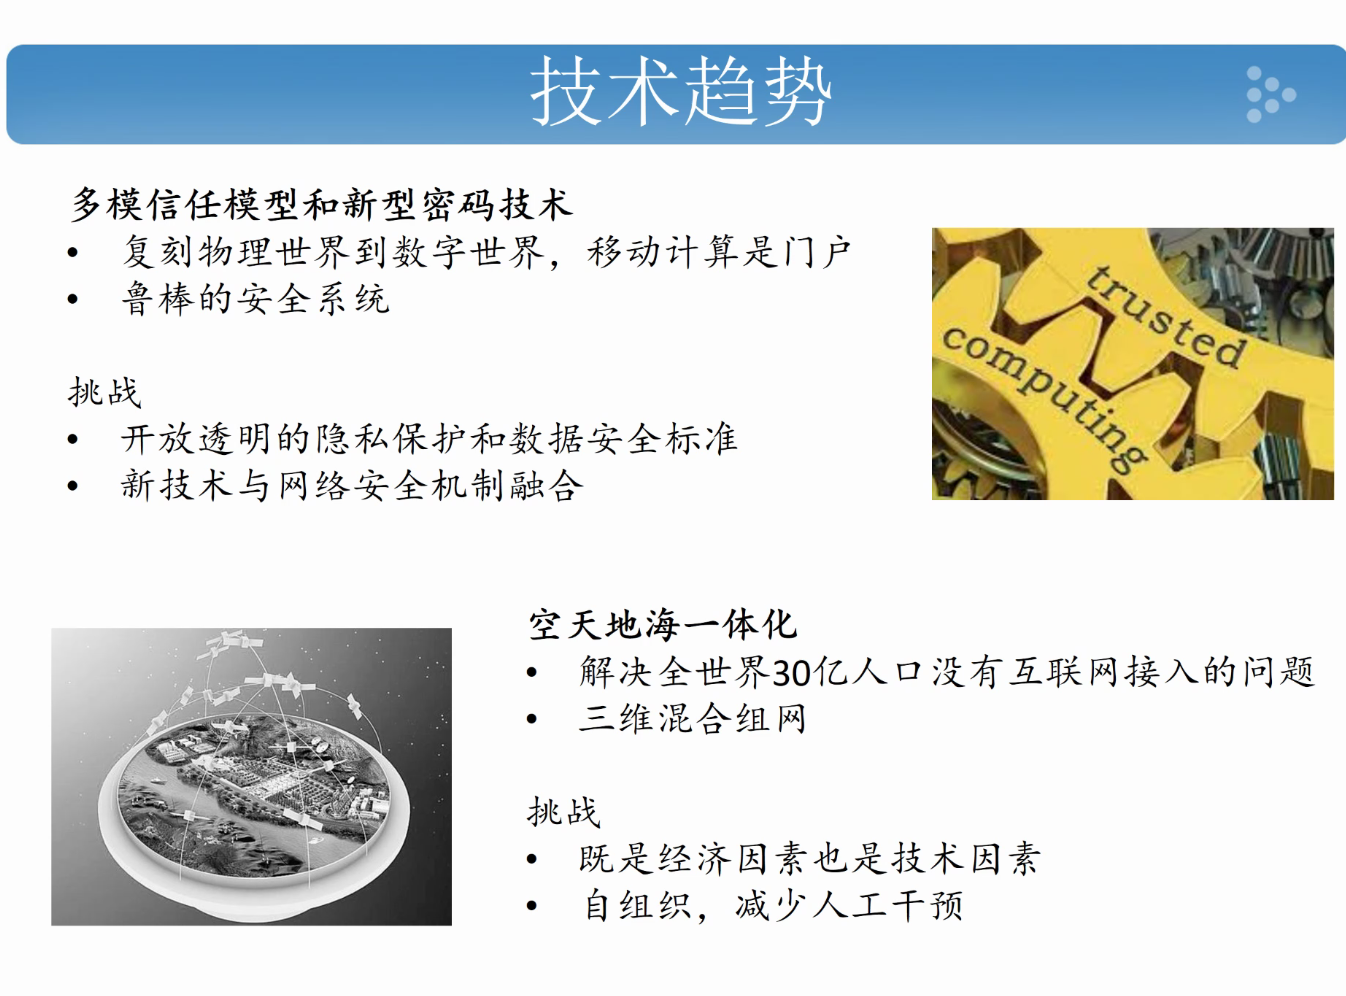 技术趋势
多模信任模型和新型密码技术
• 复刻物理世界到数字世界，移动计算是门户
• 鲁棒的安全系统
挑战
• 开放透明的隐私保护和数据安全标准
• 新技术与网络安全机制融合
trusted
computing
空天地海一体化
• 解决全世界30亿人口没有互联网接入的问题
• 三维混合组网
挑战
• 既是经济因素也是技术因素
• 自组织，减少人工干预